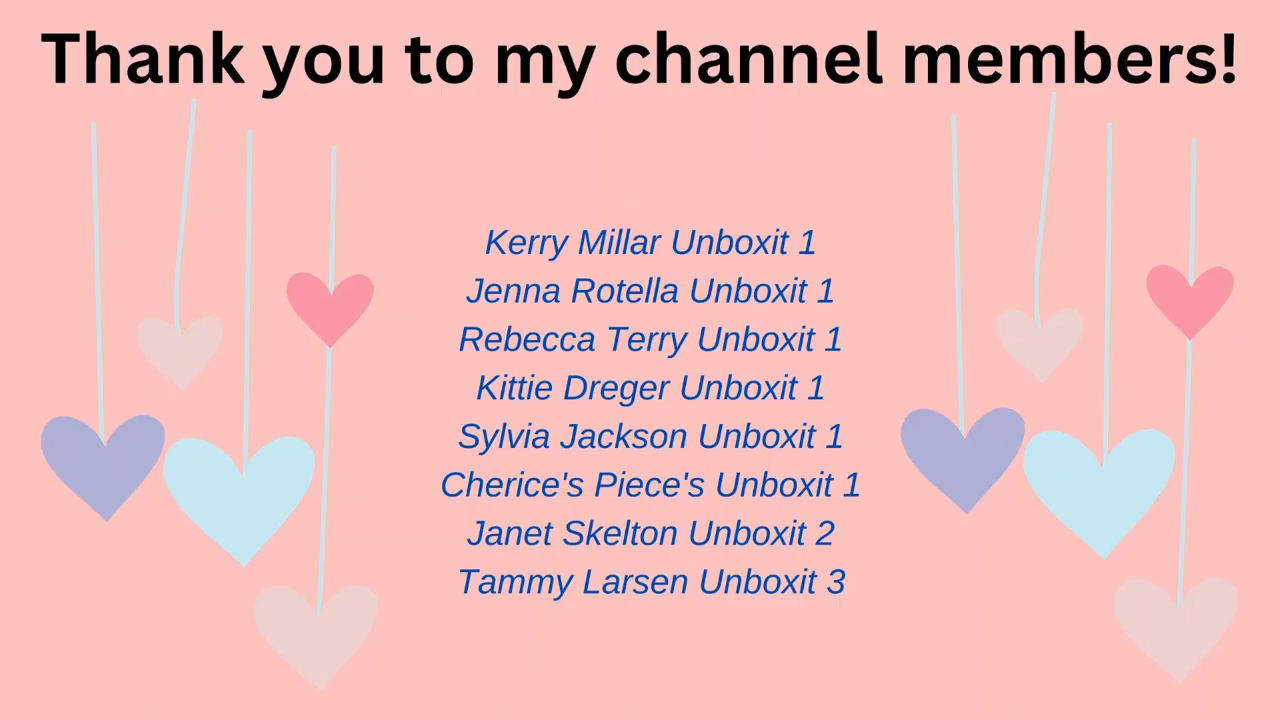 Thank you to my channel members!
Kerry Millar Unboxit 1
Jenna Rotella Unboxit 1
Rebecca Terry Unboxit 1
Kittie Dreger Unboxit 1
Sylvia Jackson Unboxit 1
Cherice's Piece's Unboxit 1
Janet Skelton Unboxit 2
Tammy Larsen Unboxit 3